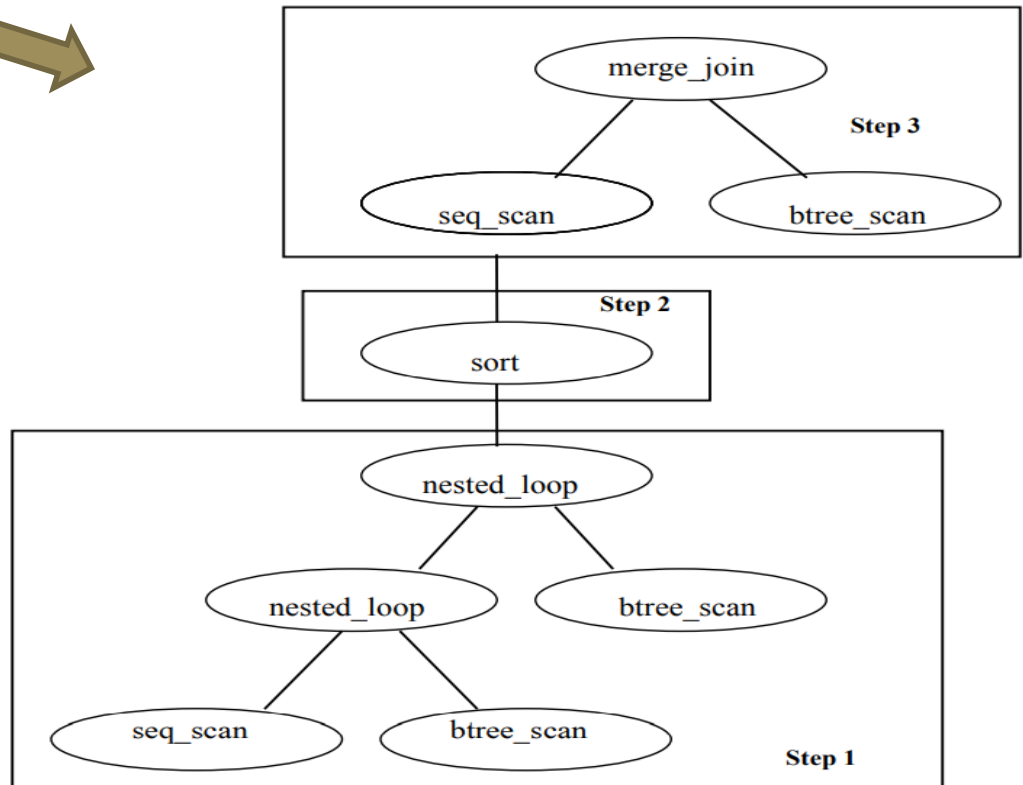 merge_join
Step 3
seq_scan
btree_scan
Step 2
sort
nested_loop
nested_loop
btree_scan
seq_scan
btree_scan
Step 1